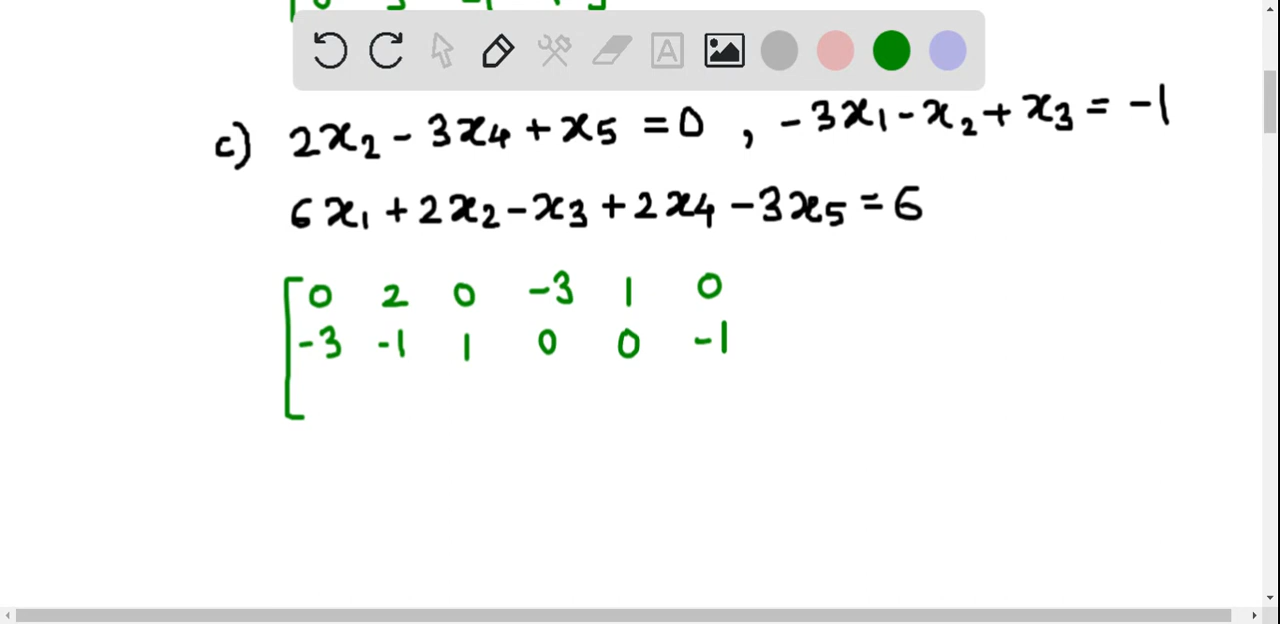 A
c) 2x₂ - 3x₄ + x₅ = 0 , -3x₁ - x₂ + x₃ = -1
6x₁ + 2x₂ - x₃ + 2x₄ - 3x₅ = 6
[0 2 0 -3 1 0
-3 -1 1 0 0 -1